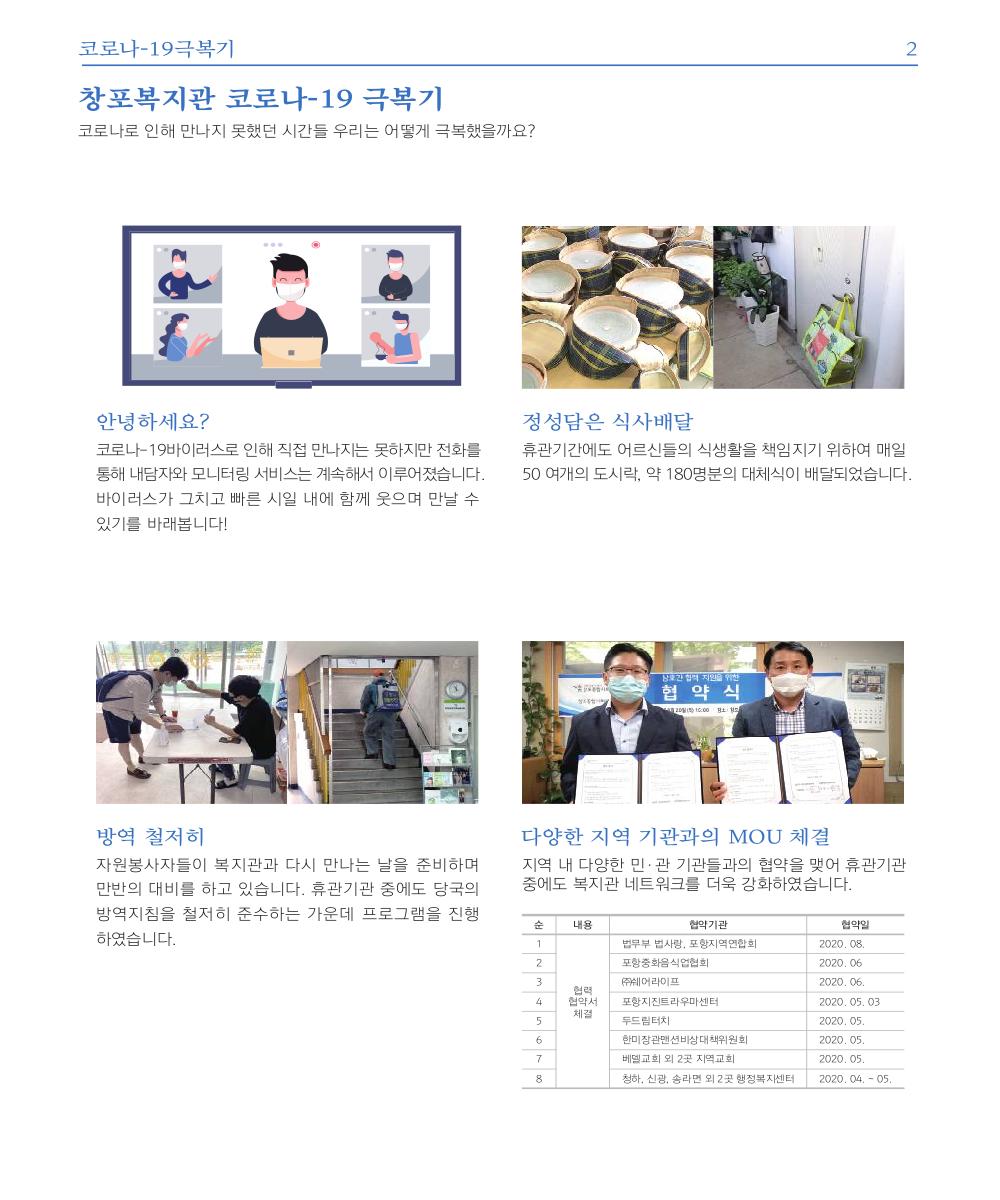 코로나-19극복기
2
창포복지관 코로나-19 극복기
코로나로 인해 만나지 못했던 시간들 우리는 어떻게 극복했을까요?
안녕하세요?
코로나-19바이러스로 인해 직접 만나지는 못하지만 전화를
통해 내담자와 모니터링 서비스는 계속해서 이루어졌습니다.
바이러스가 그치고 빠른 시일 내에 함께 웃으며 만날 수
있기를 바래봅니다!
정성담은 식사배달
휴관기간에도 어르신들의 식생활을 책임지기 위하여 매일
50 여개의 도시락, 약 180명분의 대체식이 배달되었습니다.
상호간 협력 지원을 위한
협 약 식
방역 철저히
자원봉사자들이 복지관과 다시 만나는 날을 준비하며
만반의 대비를 하고 있습니다. 휴관기관 중에도 당국의
방역지침을 철저히 준수하는 가운데 프로그램을 진행
하였습니다.
다양한 지역 기관과의 MOU 체결
지역 내 다양한 민·관 기관들과의 협약을 맺어 휴관기관
중에도 복지관 네트워크를 더욱 강화하였습니다.
순 내용 협약기관 협약일
1 법무부 법사랑, 포항지역연합회 2020. 08.
2 포항중화음식업협회 2020. 06
3 ㈜쉐어라이프 2020. 06.
협력
4 협약서 포항지진트라우마센터 2020. 05. 03
체결
5 두드림터치 2020. 05.
6 한미장관맨션비상대책위원회 2020. 05.
7 베델교회 외 2곳 지역교회 2020. 05.
8 청하, 신광, 송라면 외 2곳 행정복지센터 2020. 04. ~ 05.